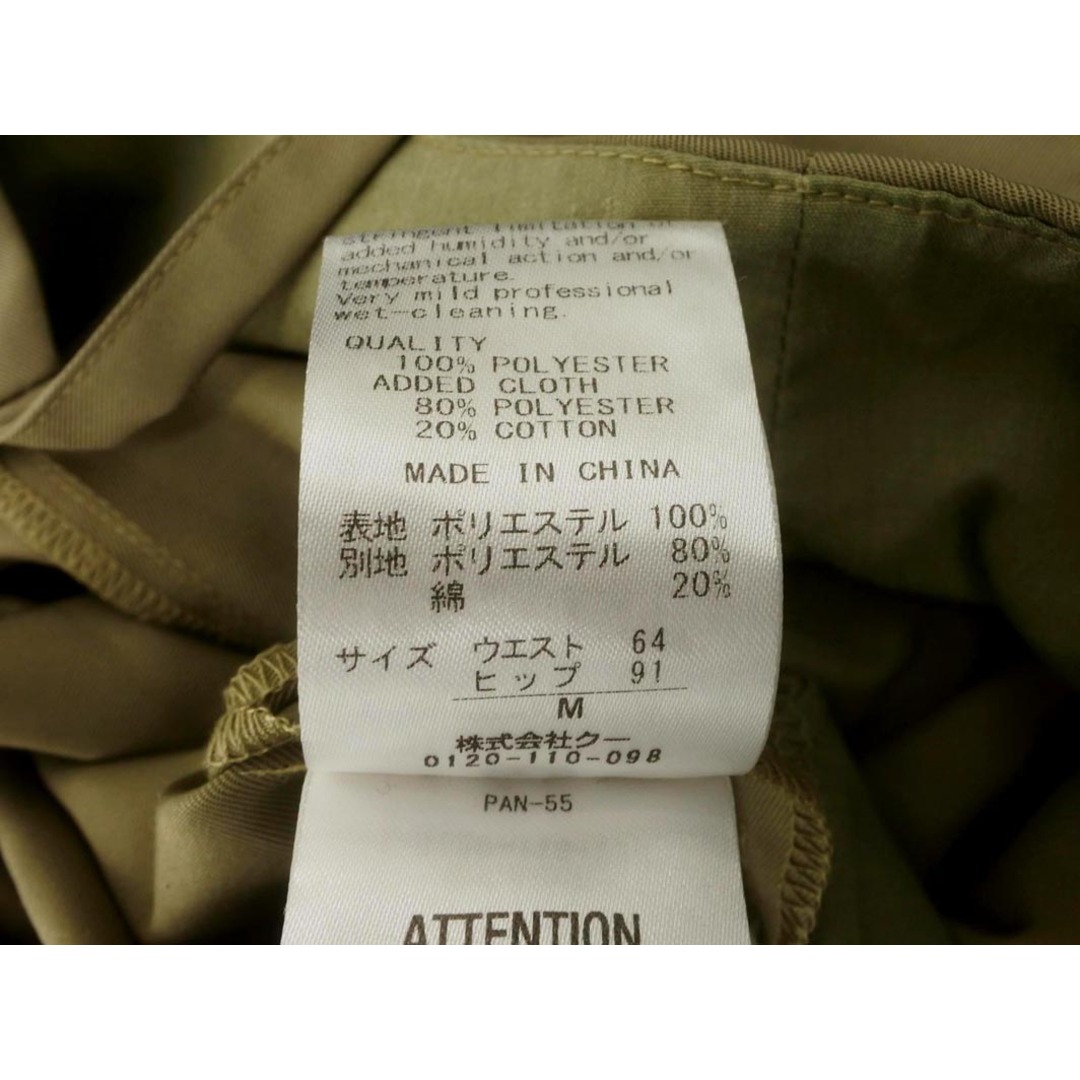 stringent limitation of
added humidity and/or
mechanical action and/or
temperature.
Very mild professional
wet-cleaning.
QUALITY
100% POLYESTER
ADDED CLOTH
80% POLYESTER
20% COTTON
MADE IN CHINA
表地 ポリエステル 100%
別地 ポリエステル 80%
綿 20%
サイズ ウエスト 64
ヒップ 91
M
株式会社クー
0120-110-098
PAN-55
ATTENTION